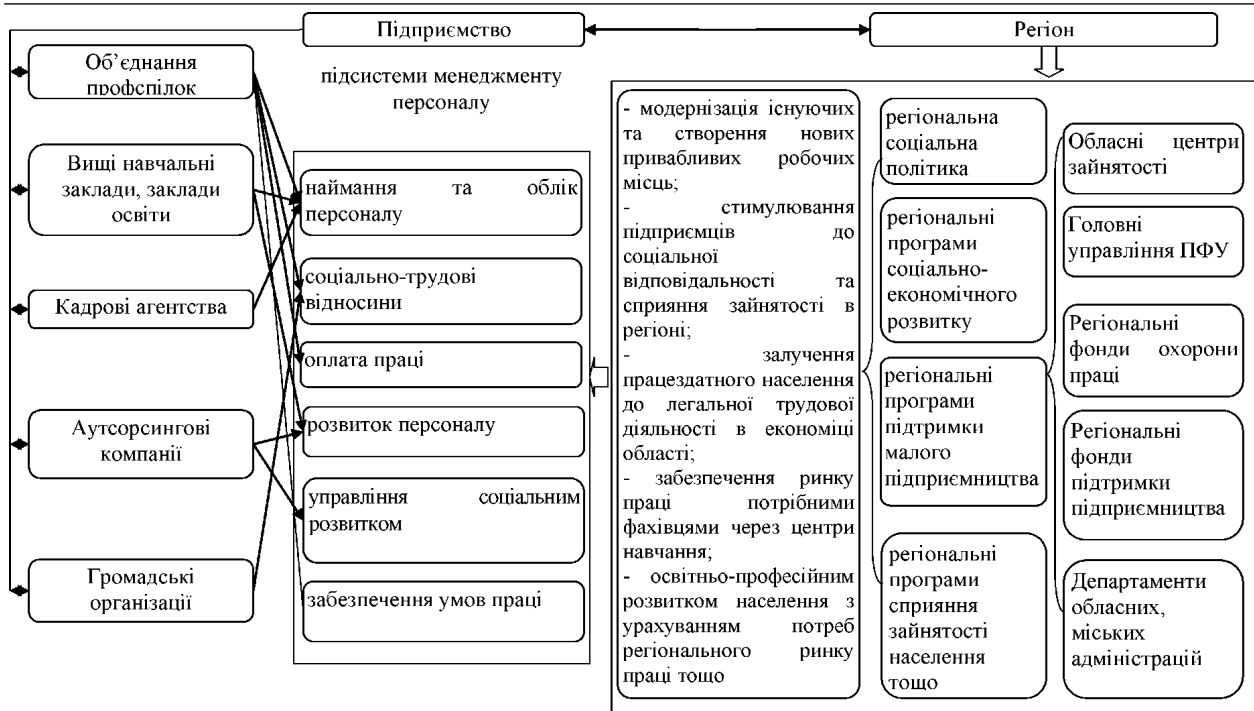 Підприємство
Регіон
Об’єднання
профспілок
Вищі навчальні
заклади, заклади
освіти
Кадрові агентства
Аутсорсингові
компанії
Громадські
організації
підсистеми менеджменту
персоналу
наймання та облік
персоналу
соціально-трудові
відносини
оплата праці
розвиток персоналу
управління соціальним
розвитком
забезпечення умов праці
- модернізація існуючих
та створення нових
привабливих робочих
місць;
- стимулювання
підприємців до
соціальної
відповідальності та
сприяння зайнятості в
регіоні;
- залучення
працездатного населення
до легальної трудової
діяльності в економіці
області;
- забезпечення ринку
праці потрібними
фахівцями через центри
навчання;
- освітньо-професійним
розвитком населення з
урахуванням потреб
регіонального ринку
праці тощо
регіональна
соціальна
політика
регіональні
програми
соціально-
економічного
розвитку
регіональні
програми
підтримки
малого
підприємництва
регіональні
програми
сприяння
зайнятості
населення
тощо
Обласні центри
зайнятості
Головні
управління ПФУ
Регіональні
фонди охорони
праці
Регіональні
фонди
підтримки
підприємництва
Департаменти
обласних,
міських
адміністрацій